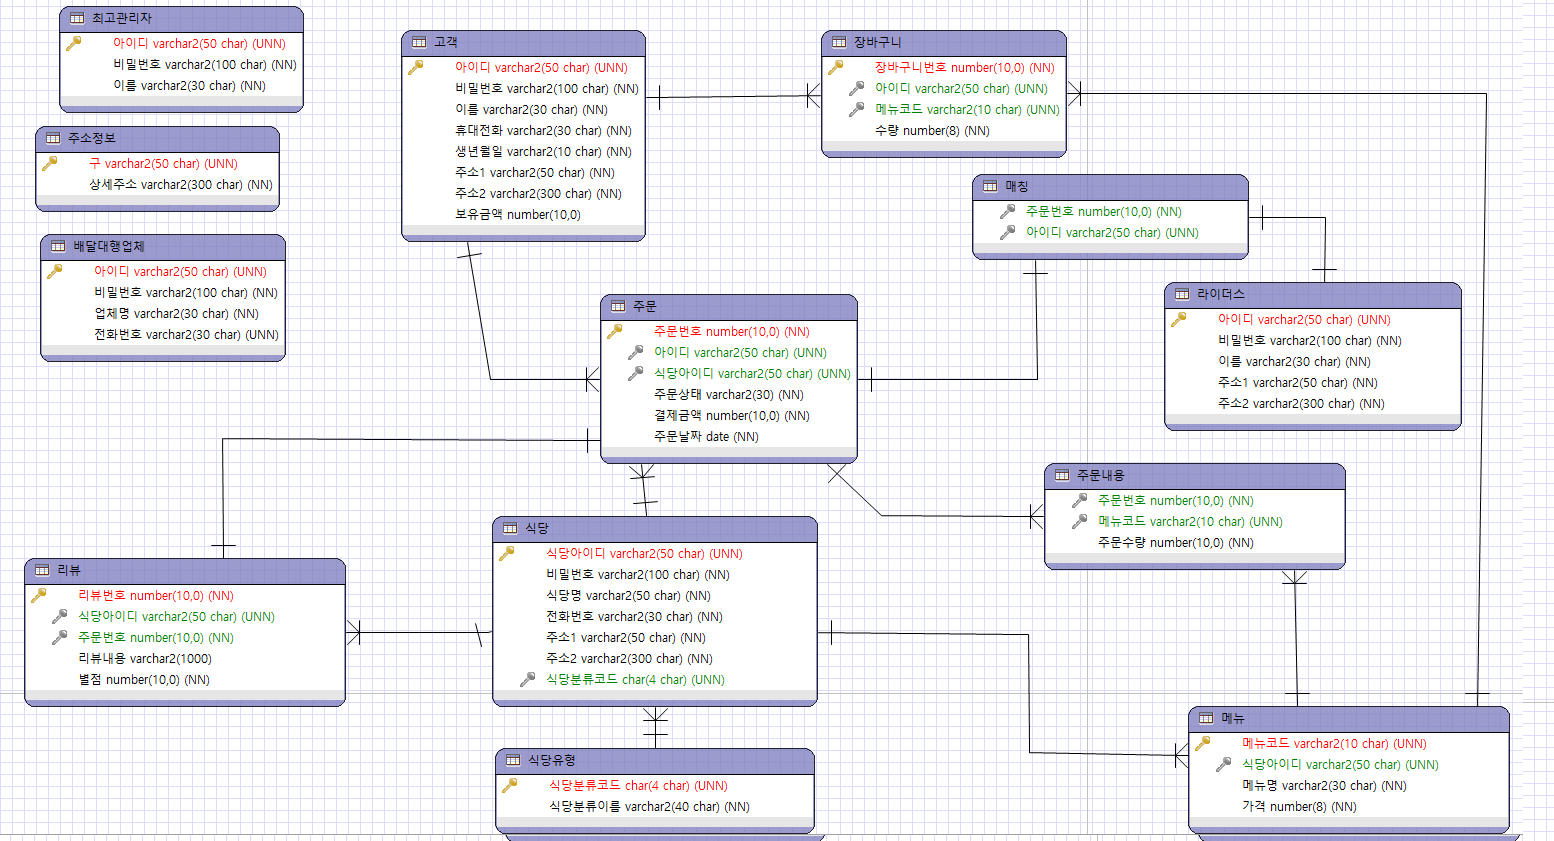 최고관리자
아이디 varchar2(50 char) (UNN)
비밀번호 varchar2(100 char) (NN)
이름 varchar2(30 char) (NN)
주소정보
구 varchar2(50 char) (UNN)
상세주소 varchar2(300 char) (NN)
배달대행업체
아이디 varchar2(50 char) (UNN)
비밀번호 varchar2(100 char) (NN)
업체명 varchar2(30 char) (NN)
전화번호 varchar2(30 char) (UNN)
고객
아이디 varchar2(50 char) (UNN)
비밀번호 varchar2(100 char) (NN)
이름 varchar2(30 char) (NN)
휴대전화 varchar2(30 char) (NN)
생년월일 varchar2(10 char) (NN)
주소1 varchar2(50 char) (NN)
주소2 varchar2(300 char) (NN)
보유금액 number(10,0)
장바구니
장바구니번호 number(10,0) (NN)
아이디 varchar2(50 char) (UNN)
메뉴코드 varchar2(10 char) (UNN)
수량 number(8) (NN)
매칭
주문번호 number(10,0) (NN)
아이디 varchar2(50 char) (UNN)
라이더스
아이디 varchar2(50 char) (UNN)
비밀번호 varchar2(100 char) (NN)
이름 varchar2(30 char) (NN)
주소1 varchar2(50 char) (NN)
주소2 varchar2(300 char) (NN)
주문
주문번호 number(10,0) (NN)
아이디 varchar2(50 char) (UNN)
식당아이디 varchar2(50 char) (UNN)
주문상태 varchar2(30) (NN)
결제금액 number(10,0) (NN)
주문날짜 date (NN)
주문내용
주문번호 number(10,0) (NN)
메뉴코드 varchar2(10 char) (UNN)
주문수량 number(10,0) (NN)
식당
식당아이디 varchar2(50 char) (UNN)
비밀번호 varchar2(100 char) (NN)
식당명 varchar2(50 char) (NN)
전화번호 varchar2(30 char) (NN)
주소1 varchar2(50 char) (NN)
주소2 varchar2(300 char) (NN)
식당분류코드 char(4 char) (UNN)
리뷰
리뷰번호 number(10,0) (NN)
식당아이디 varchar2(50 char) (UNN)
주문번호 number(10,0) (NN)
리뷰내용 varchar2(1000)
별점 number(10,0) (NN)
식당유형
식당분류코드 char(4 char) (UNN)
식당분류이름 varchar2(40 char) (NN)
메뉴
메뉴코드 varchar2(10 char) (UNN)
식당아이디 varchar2(50 char) (UNN)
메뉴명 varchar2(30 char) (NN)
가격 number(8) (NN)